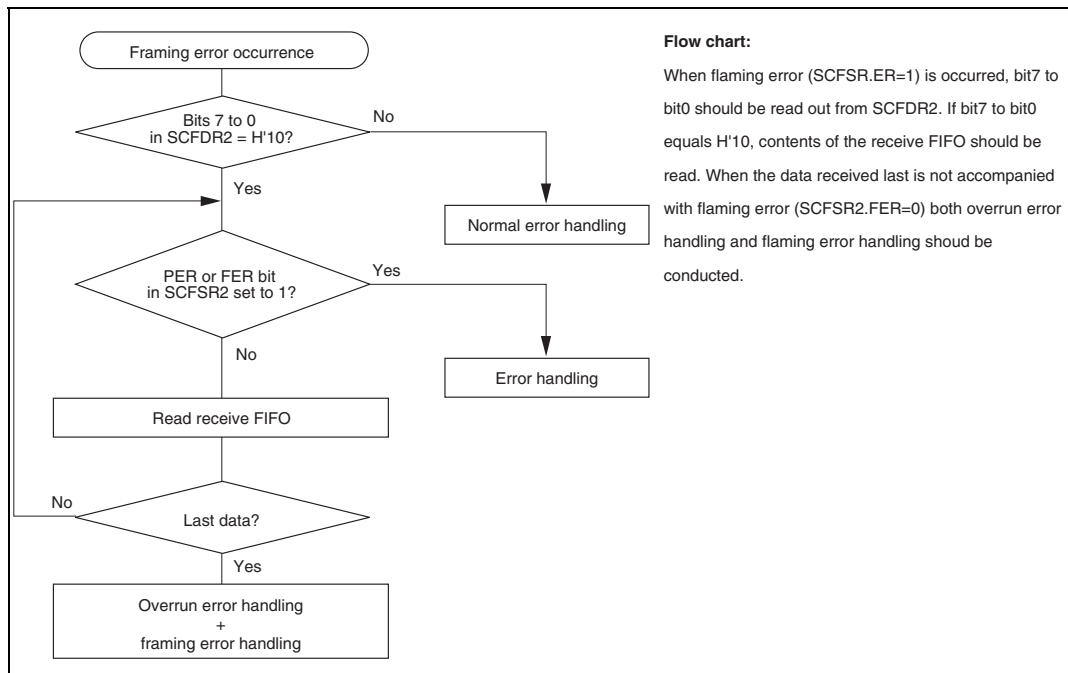 Framing error occurrence
Bits 7 to 0
in SCFDR2 = H'10?
No
Yes
Normal error handling
PER or FER bit
in SCFSR2 set to 1?
Yes
No
Error handling
Read receive FIFO
No
Last data?
Yes
Overrun error handling
+
framing error handling
Flow chart:
When flaming error (SCFSR.ER=1) is occurred, bit7 to
bit0 should be read out from SCFDR2. If bit7 to bit0
equals H'10, contents of the receive FIFO should be
read. When the data received last is not accompanied
with flaming error (SCFSR2.FER=0) both overrun error
handling and flaming error handling shoud be
conducted.